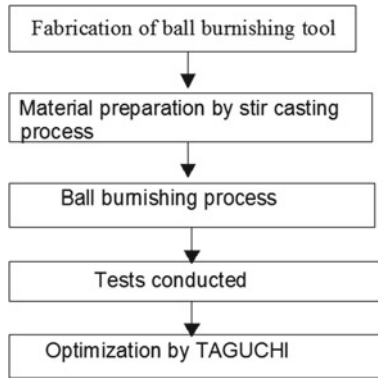 Fabrication of ball burnishing tool
Material preparation by stir casting
process
Ball burnishing process
Tests conducted
Optimization by TAGUCHI